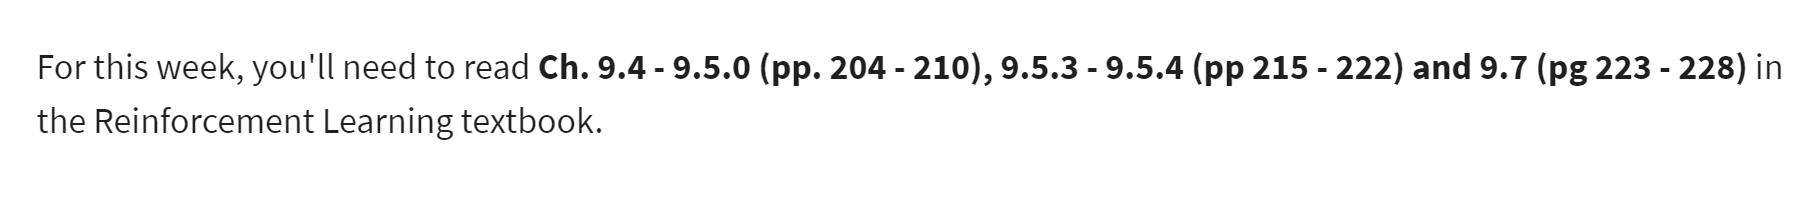 For this week, you'll need to read Ch. 9.4 - 9.5.0 (pp. 204 - 210), 9.5.3 - 9.5.4 (pp 215 - 222) and 9.7 (pg 223 - 228) in
the Reinforcement Learning textbook.